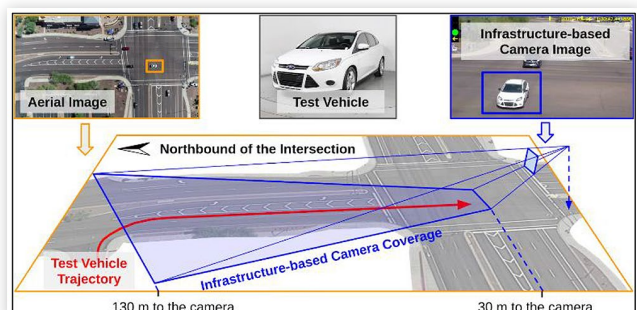 Aerial Image
Test Vehicle
Infrastructure-based
Camera Image
Northbound of the Intersection
Infrastructure-based Camera Coverage
Test Vehicle
Trajectory
130 m to the camera
30 m to the camera